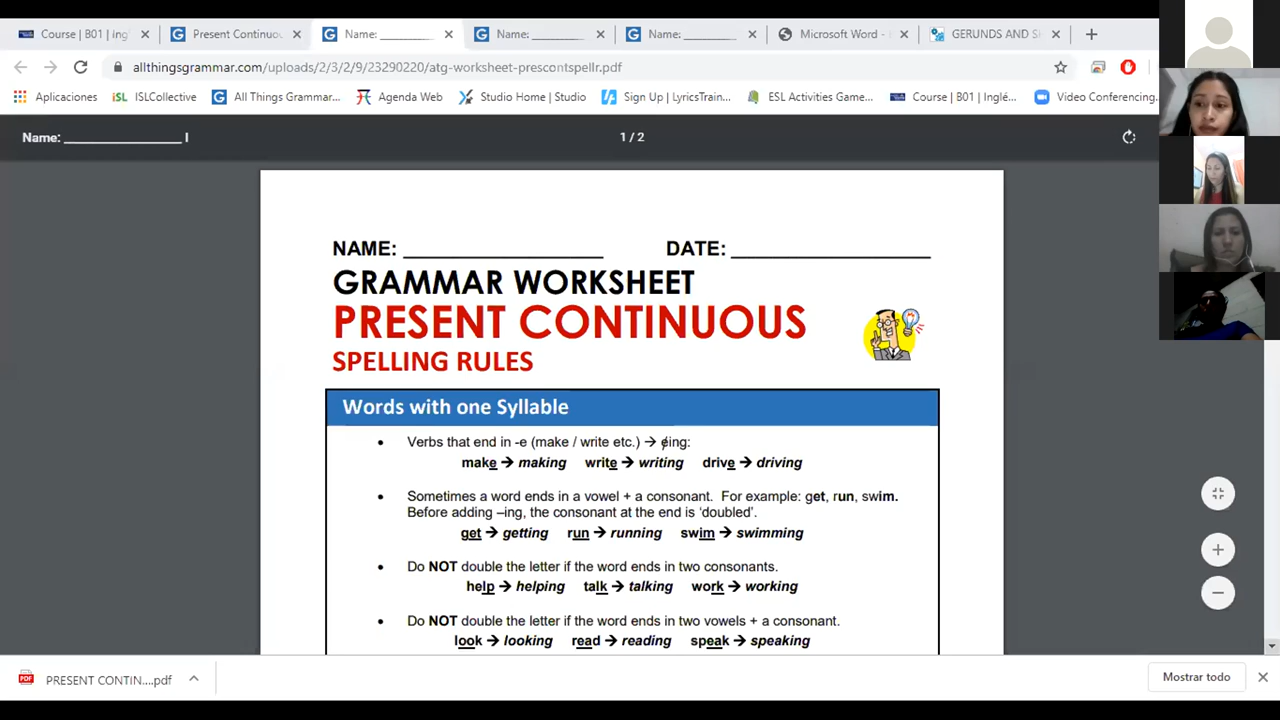 Course | B01 | ing
Present Continuo
Name: ________
Name: ________
Name: ________
Microsoft Word -
GERUNDS AND
allthingsgrammar.com/uploads/2/3/2/9/23290220/atg-worksheet-prescontspellr.pdf
Aplicaciones
iSL ISLCollective
All Things Grammar...
Agenda Web
Studio Home | Studio
Sign Up | LyricsTrain...
ESL Activities Game...
Course | B01 | Inglé...
Video Conferencing.
Name: _________________ I
1 / 2
NAME: __________________ DATE: __________________
GRAMMAR WORKSHEET
PRESENT CONTINUOUS
SPELLING RULES
Words with one Syllable
• Verbs that end in -e (make / write etc.) → eing:
make → making write → writing drive → driving
• Sometimes a word ends in a vowel + a consonant. For example: get, run, swim.
Before adding –ing, the consonant at the end is ‘doubled’.
get → getting run → running swim → swimming
• Do NOT double the letter if the word ends in two consonants.
help → helping talk → talking work → working
• Do NOT double the letter if the word ends in two vowels + a consonant.
look → looking read → reading speak → speaking
PRESENT CONTIN....pdf
Mostrar todo